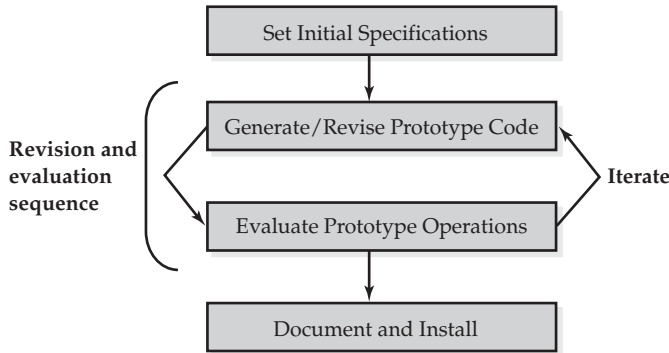 Set Initial Specifications
Generate/Revise Prototype Code
Revision and
evaluation
sequence
Iterate
Evaluate Prototype Operations
Document and Install